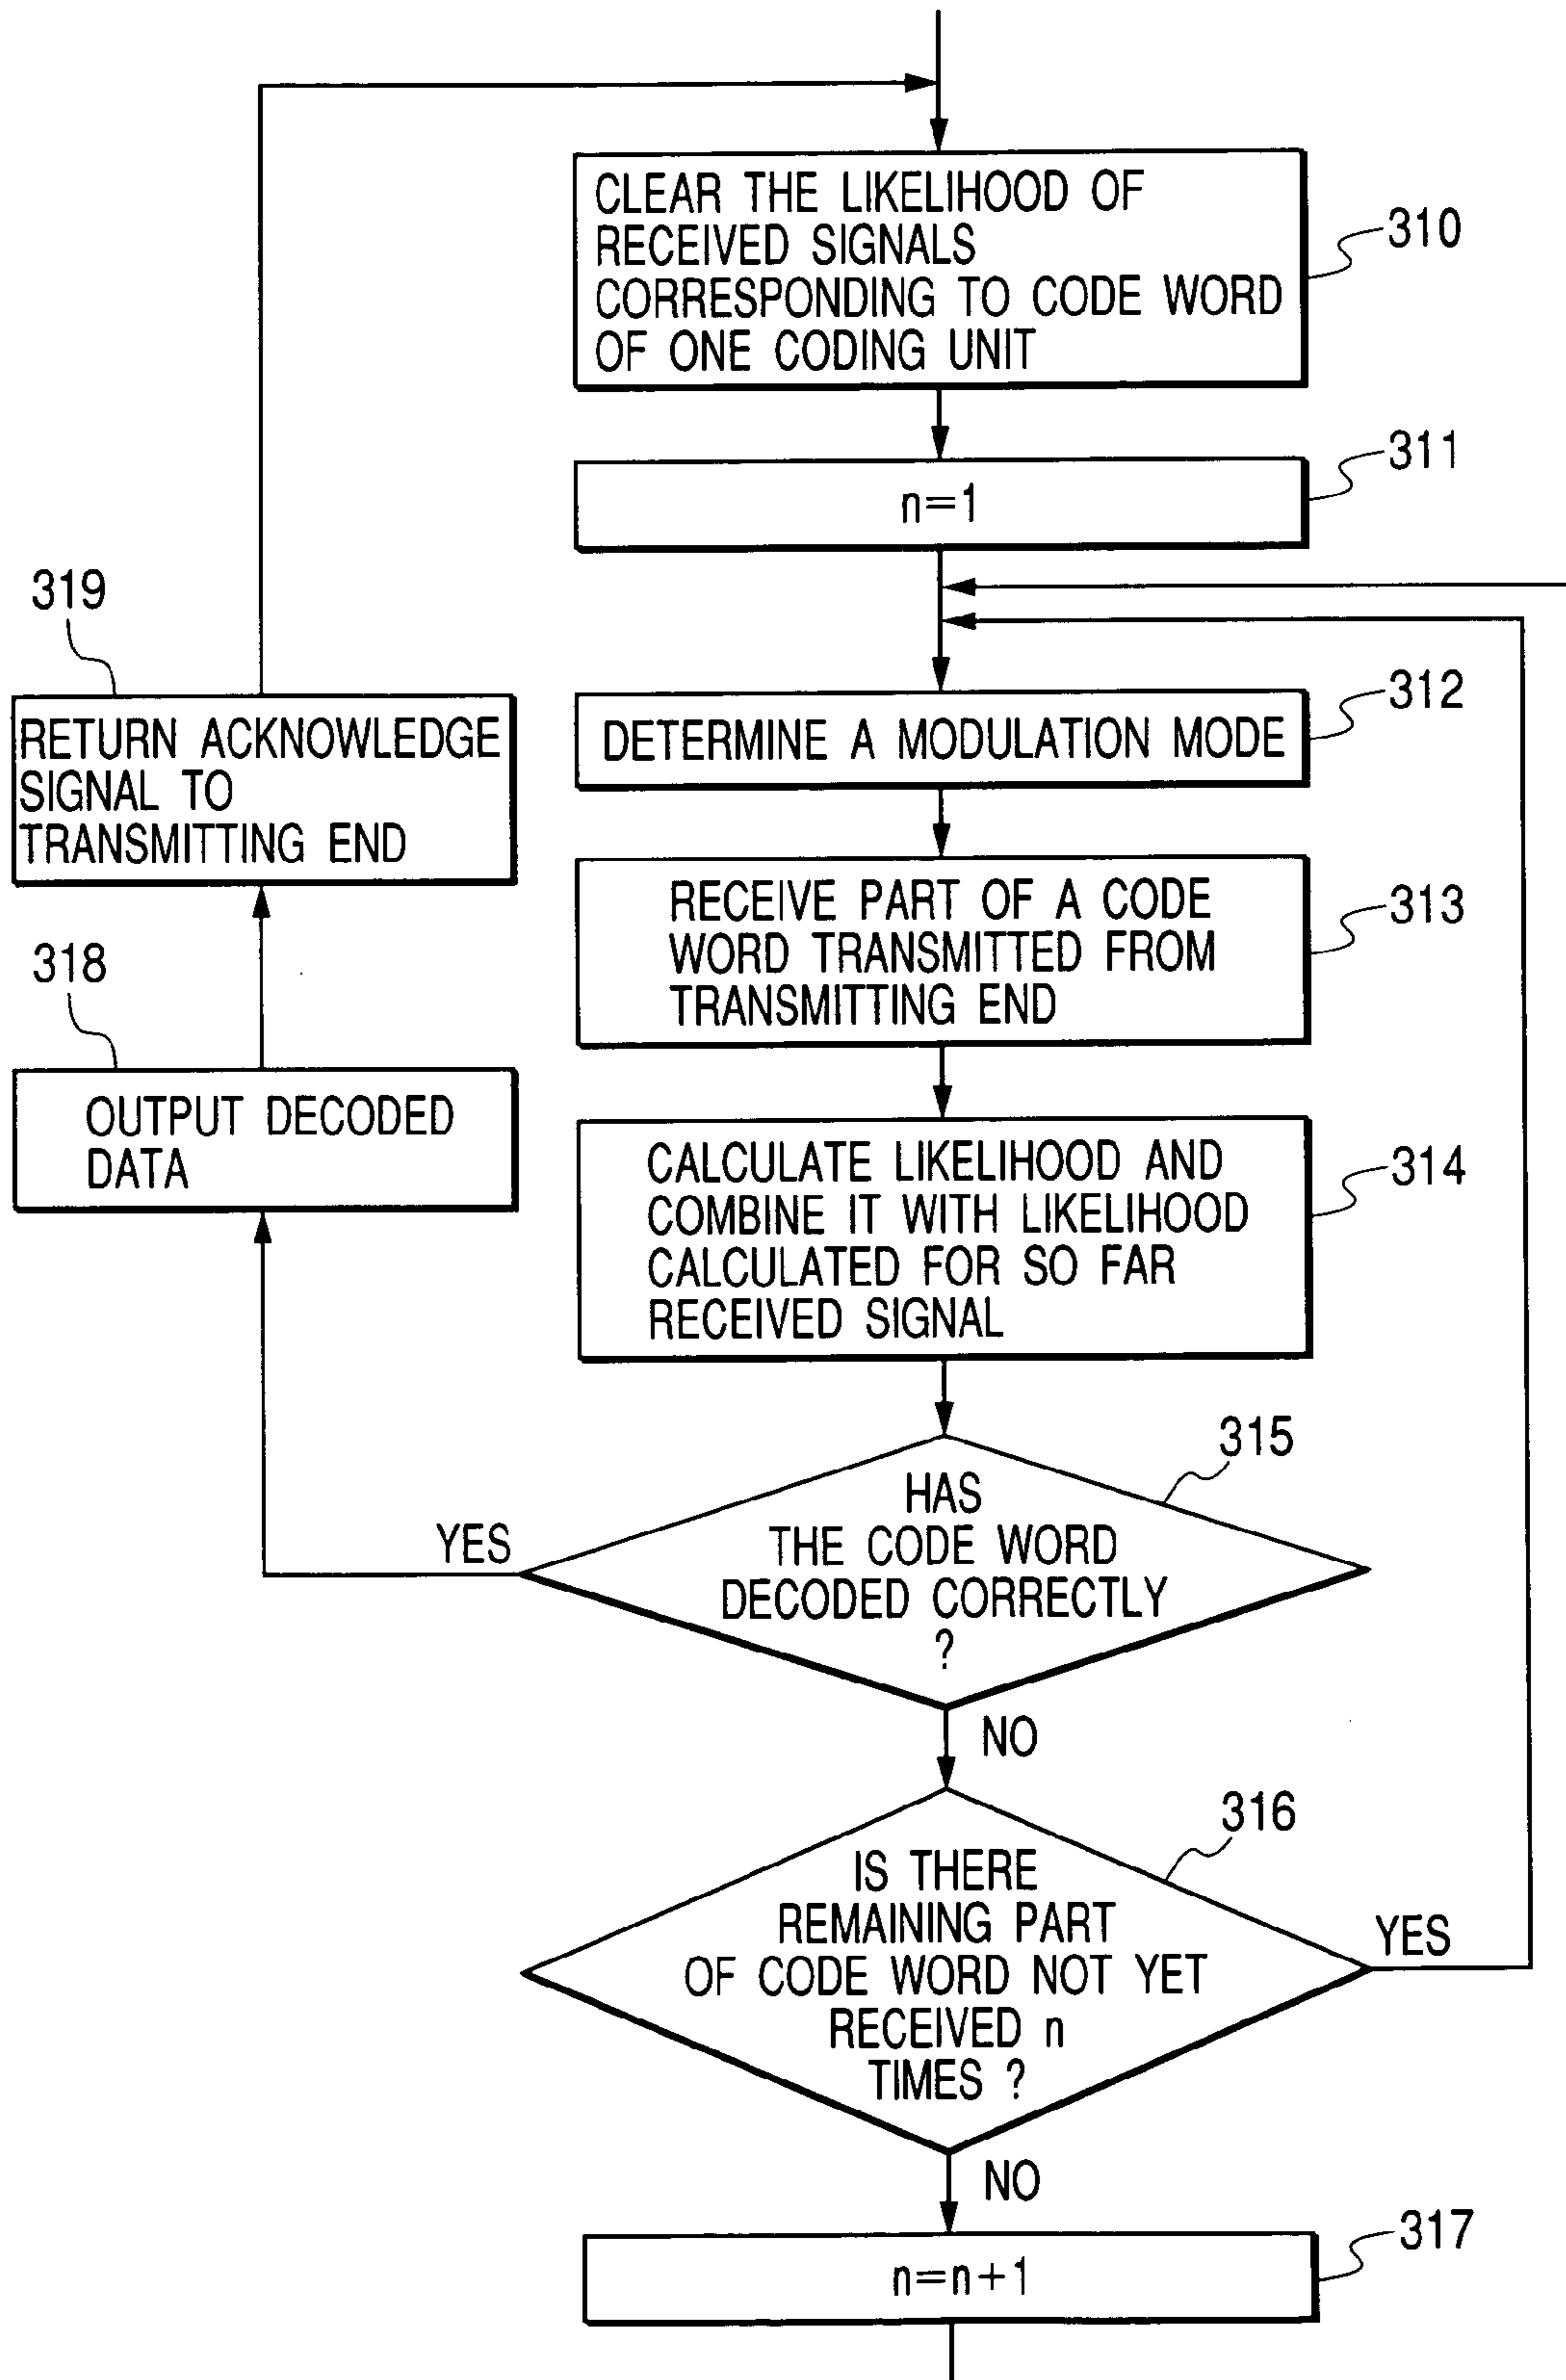 CLEAR THE LIKELIHOOD OF
RECEIVED SIGNALS
CORRESPONDING TO CODE WORD
OF ONE CODING UNIT
310
311
n=1
319
RETURN ACKNOWLEDGE
SIGNAL TO
TRANSMITTING END
312
DETERMINE A MODULATION MODE
313
RECEIVE PART OF A CODE
WORD TRANSMITTED FROM
TRANSMITTING END
318
OUTPUT DECODED
DATA
314
CALCULATE LIKELIHOOD AND
COMBINE IT WITH LIKELIHOOD
CALCULATED FOR SO FAR
RECEIVED SIGNAL
315
HAS
THE CODE WORD
DECODED CORRECTLY
?
YES
NO
316
IS THERE
REMAINING PART
OF CODE WORD NOT YET
RECEIVED n
TIMES ?
YES
NO
317
n=n+1